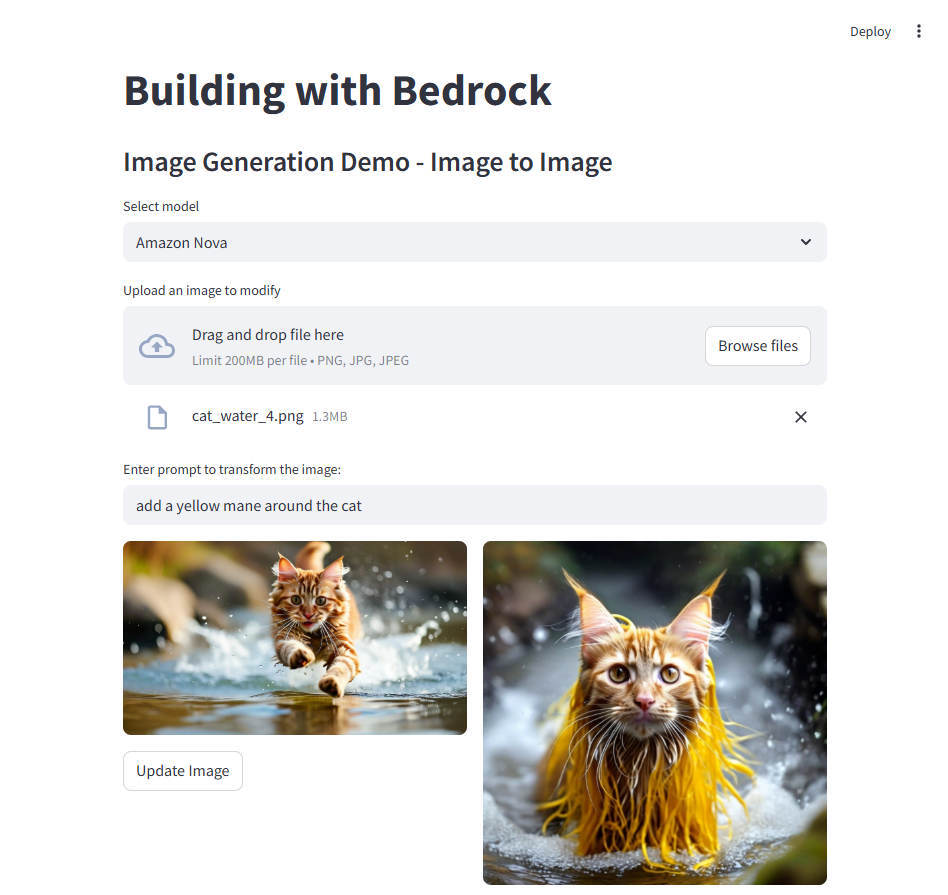 Deploy
Building with Bedrock
Image Generation Demo - Image to Image
Select model
Amazon Nova
Upload an image to modify
Drag and drop file here
Limit 200MB per file • PNG, JPG, JPEG
Browse files
cat_water_4.png 1.3MB
Enter prompt to transform the image:
add a yellow mane around the cat
Update Image